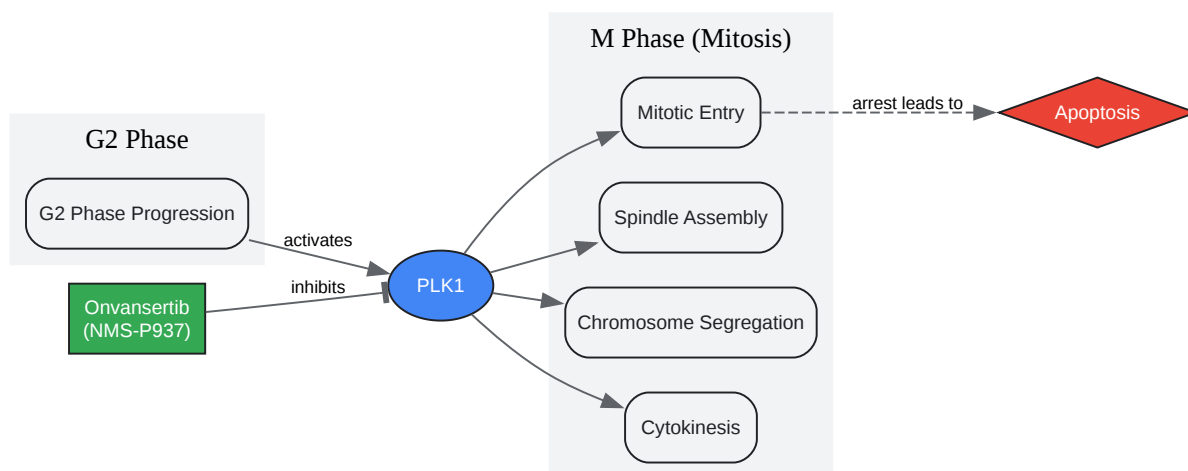 G2 Phase
G2 Phase Progression
activates
Onvansertib
(NMS-P937)
inhibits
PLK1
M Phase (Mitosis)
Mitotic Entry
Spindle Assembly
Chromosome Segregation
Cytokinesis
arrest leads to
Apoptosis